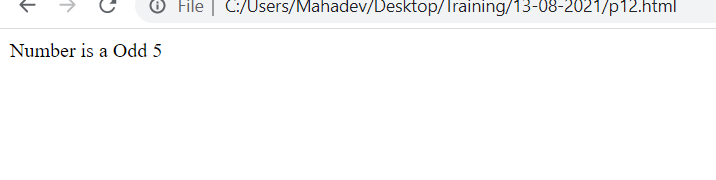 File | C:/Users/Mahadev/Desktop/Training/13-08-2021/p12.html
Number is a Odd 5